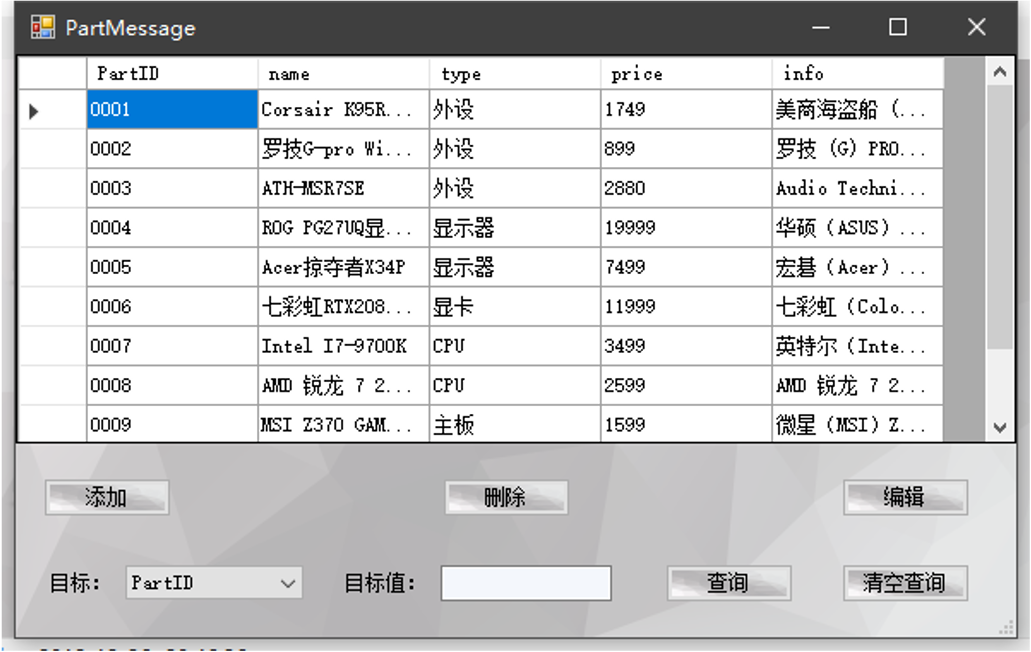 PartMessage
PartID name type price info
0001 Corsair K95R... 外设 1749 美商海盗船 (...
0002 罗技G-pro Wi... 外设 899 罗技 (G) PRO...
0003 ATH-MSR7SE 外设 2880 Audio Techni...
0004 ROG PG27UQ显... 显示器 19999 华硕 (ASUS) ...
0005 Acer掠夺者X34P 显示器 7499 宏碁 (Acer) ...
0006 七彩虹RTX208... 显卡 11999 七彩虹 (Colo...
0007 Intel I7-9700K CPU 3499 英特尔 (Inte...
0008 AMD 锐龙 7 2... CPU 2599 AMD 锐龙 7 2...
0009 MSI Z370 GAM... 主板 1599 微星 (MSI) Z...
添加 删除 编辑
目标: PartID 目标值: 查询 清空查询